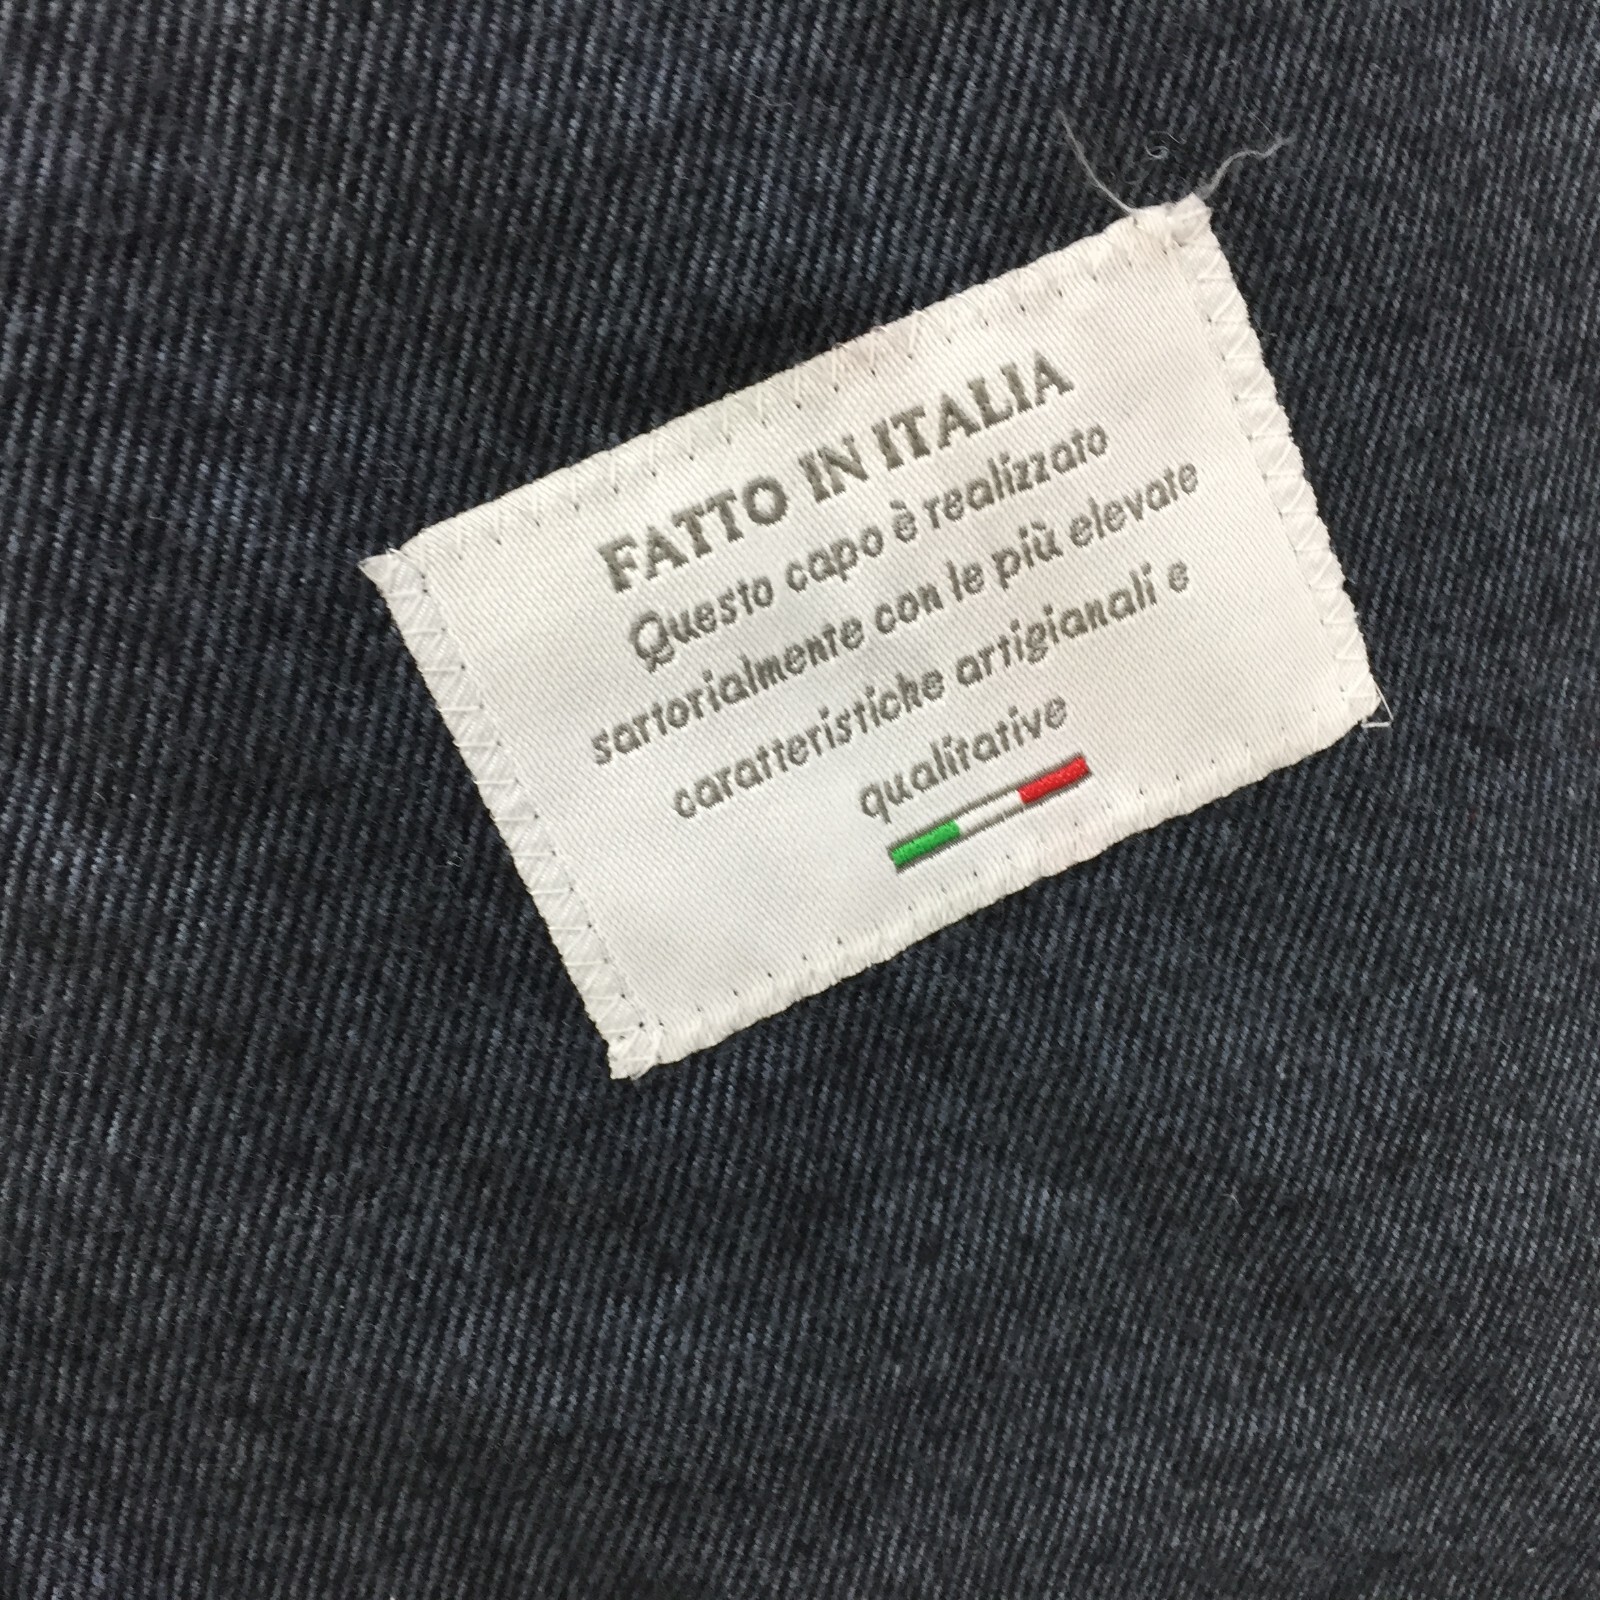 FATTO IN ITALIA
Questo capo è realizzato
sartorialmente con le più elevate
caratteristiche artigianali e
qualitative